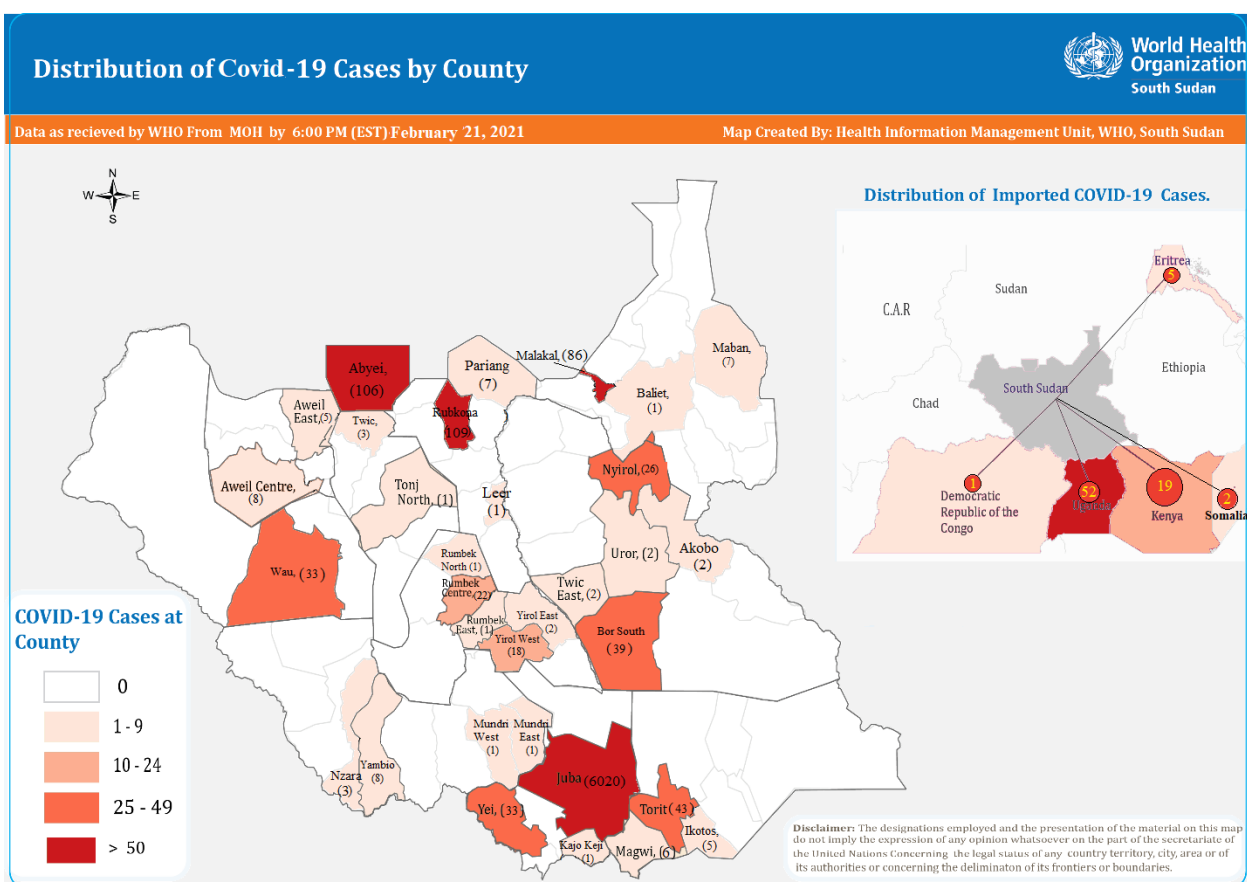 Distribution of Covid-19 Cases by County
World Health
Organization
South Sudan
Data as recieved by WHO From MOH by 6:00 PM (EST) February 21, 2021
Map Created By: Health Information Management Unit, WHO, South Sudan
N
W
E
S
Distribution of Imported COVID-19 Cases.
Eritrea
5
Sudan
C.A.R
Ethiopia
South Sudan
Chad
1
52
19
2
Democratic
Republic of the
Congo
Uganda
Kenya
Somalia
Maban,
(7)
Malakal, (86)
Pariang
(7)
Abyei,
(106)
Baliet,
(1)
Rubkona
109)
Aweil
East, (5)
Twic,
(3)
Nyirol, (26)
Aweil Centre,
(8)
Tonj
North, (1)
Leer
(1)
Uror, (2)
Akobo
(2)
Rumbek
North (1)
Wau, (33)
Rumbek
Centre, (22)
Twic
East, (2)
Rumbek
East, (1)
Yirol East
(2)
Yirol West
(18)
Bor South
(39)
Mundri
West
(1)
Mundri
East
(1)
Nzara
(3)
Yambio
(8)
Juba (6020)
Yei, (33)
Torit (43)
Ikotos,
(5)
Kajo Keji
(1)
Magwi, (6)
COVID-19 Cases at
County
0
1 - 9
10 - 24
25 - 49
> 50
Disclaimer: The designations employed and the presentation of the material on this map
do not imply the expression of any opinion whatsoever on the part of the secretariate of
the United Nations Concerning the legal status of any country territory, city, area or of
its authorities or concerning the delimination of its frontiers or boundaries.